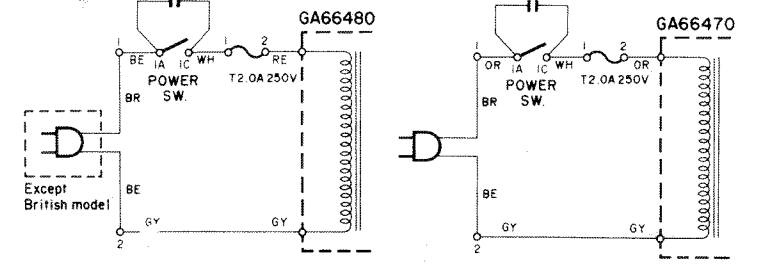 GA66480
1
BE
1A
1C
WH
1
2
RE
POWER
SW.
T2.0A 250V
BR
BE
Except
British model
2
GY
GY
GA66470
1
OR
1A
1C
WH
1
2
OR
POWER
SW.
T2.0A 250V
BR
BE
2
GY
GY